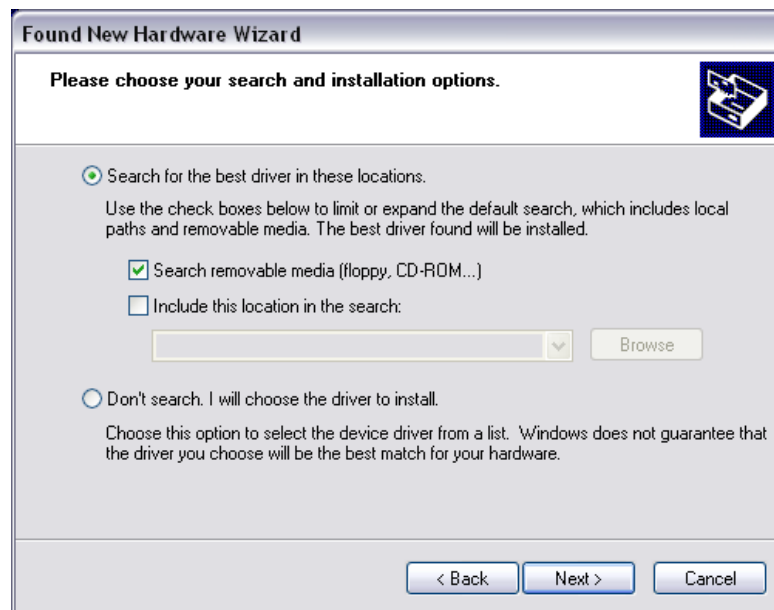 Found New Hardware Wizard
Please choose your search and installation options.
Search for the best driver in these locations.
Use the check boxes below to limit or expand the default search, which includes local
paths and removable media. The best driver found will be installed.
Search removable media (floppy, CD-ROM...)
Include this location in the search:
Browse
Don't search. I will choose the driver to install.
Choose this option to select the device driver from a list.  Windows does not guarantee that
the driver you choose will be the best match for your hardware.
< Back Next > Cancel